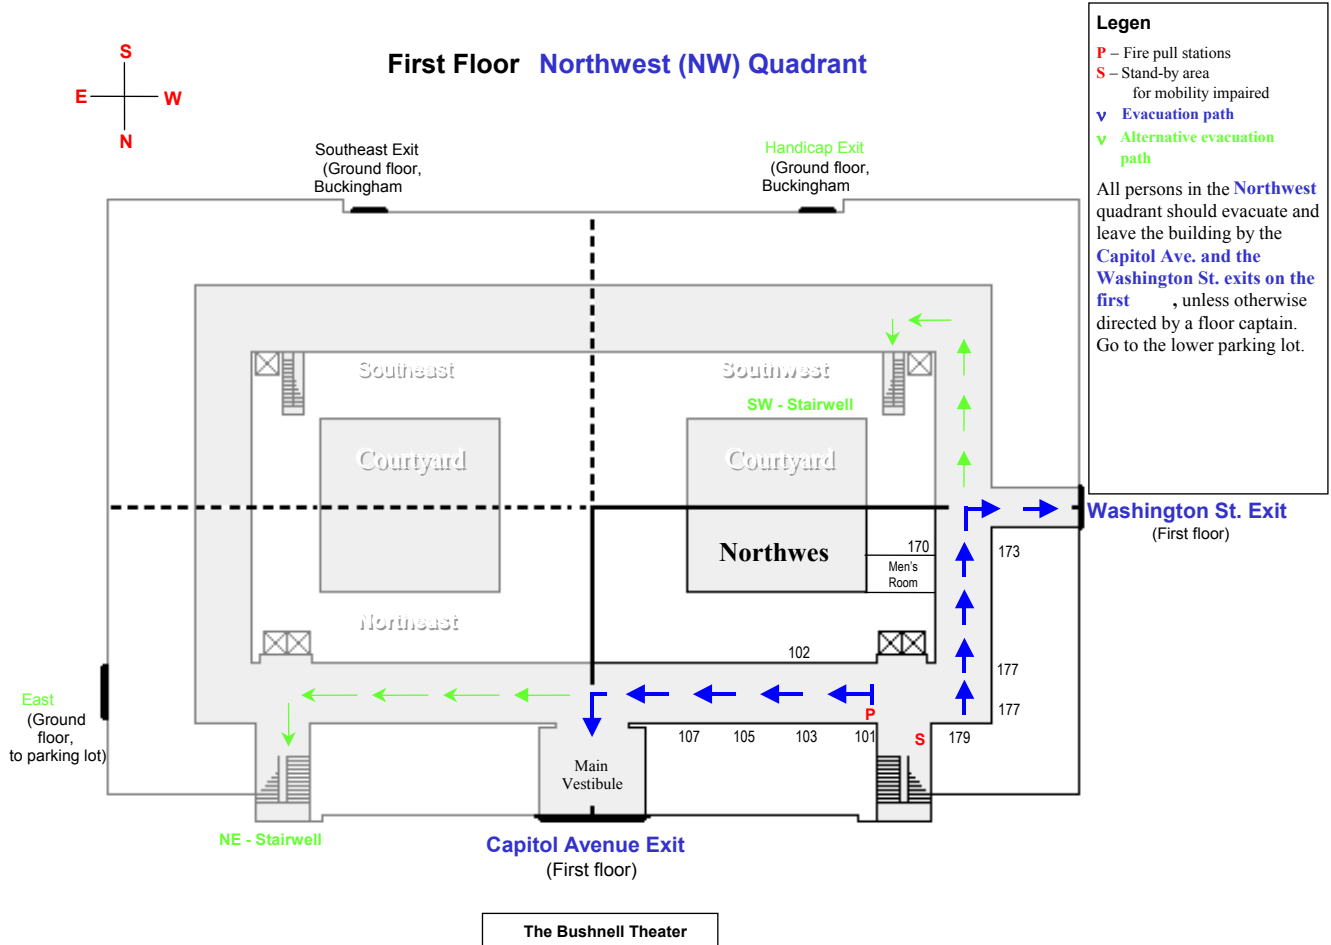 First Floor Northwest (NW) Quadrant
S
E W
N
Legen
P – Fire pull stations
S – Stand-by area
for mobility impaired
ν Evacuation path
ν Alternative evacuation
path
All persons in the Northwest
quadrant should evacuate and
leave the building by the
Capitol Ave. and the
Washington St. exits on the
first , unless otherwise
directed by a floor captain.
Go to the lower parking lot.
Southeast Exit
(Ground floor,
Buckingham
Handicap Exit
(Ground floor,
Buckingham
Southeast
Southwest
SW - Stairwell
Courtyard
Courtyard
Washington St. Exit
(First floor)
Northwes
170
Men's
Room
173
Northeast
102
177
177
East
(Ground
floor,
to parking lot)
P
107 105 103 101 S 179
Main
Vestibule
NE - Stairwell
Capitol Avenue Exit
(First floor)
The Bushnell Theater